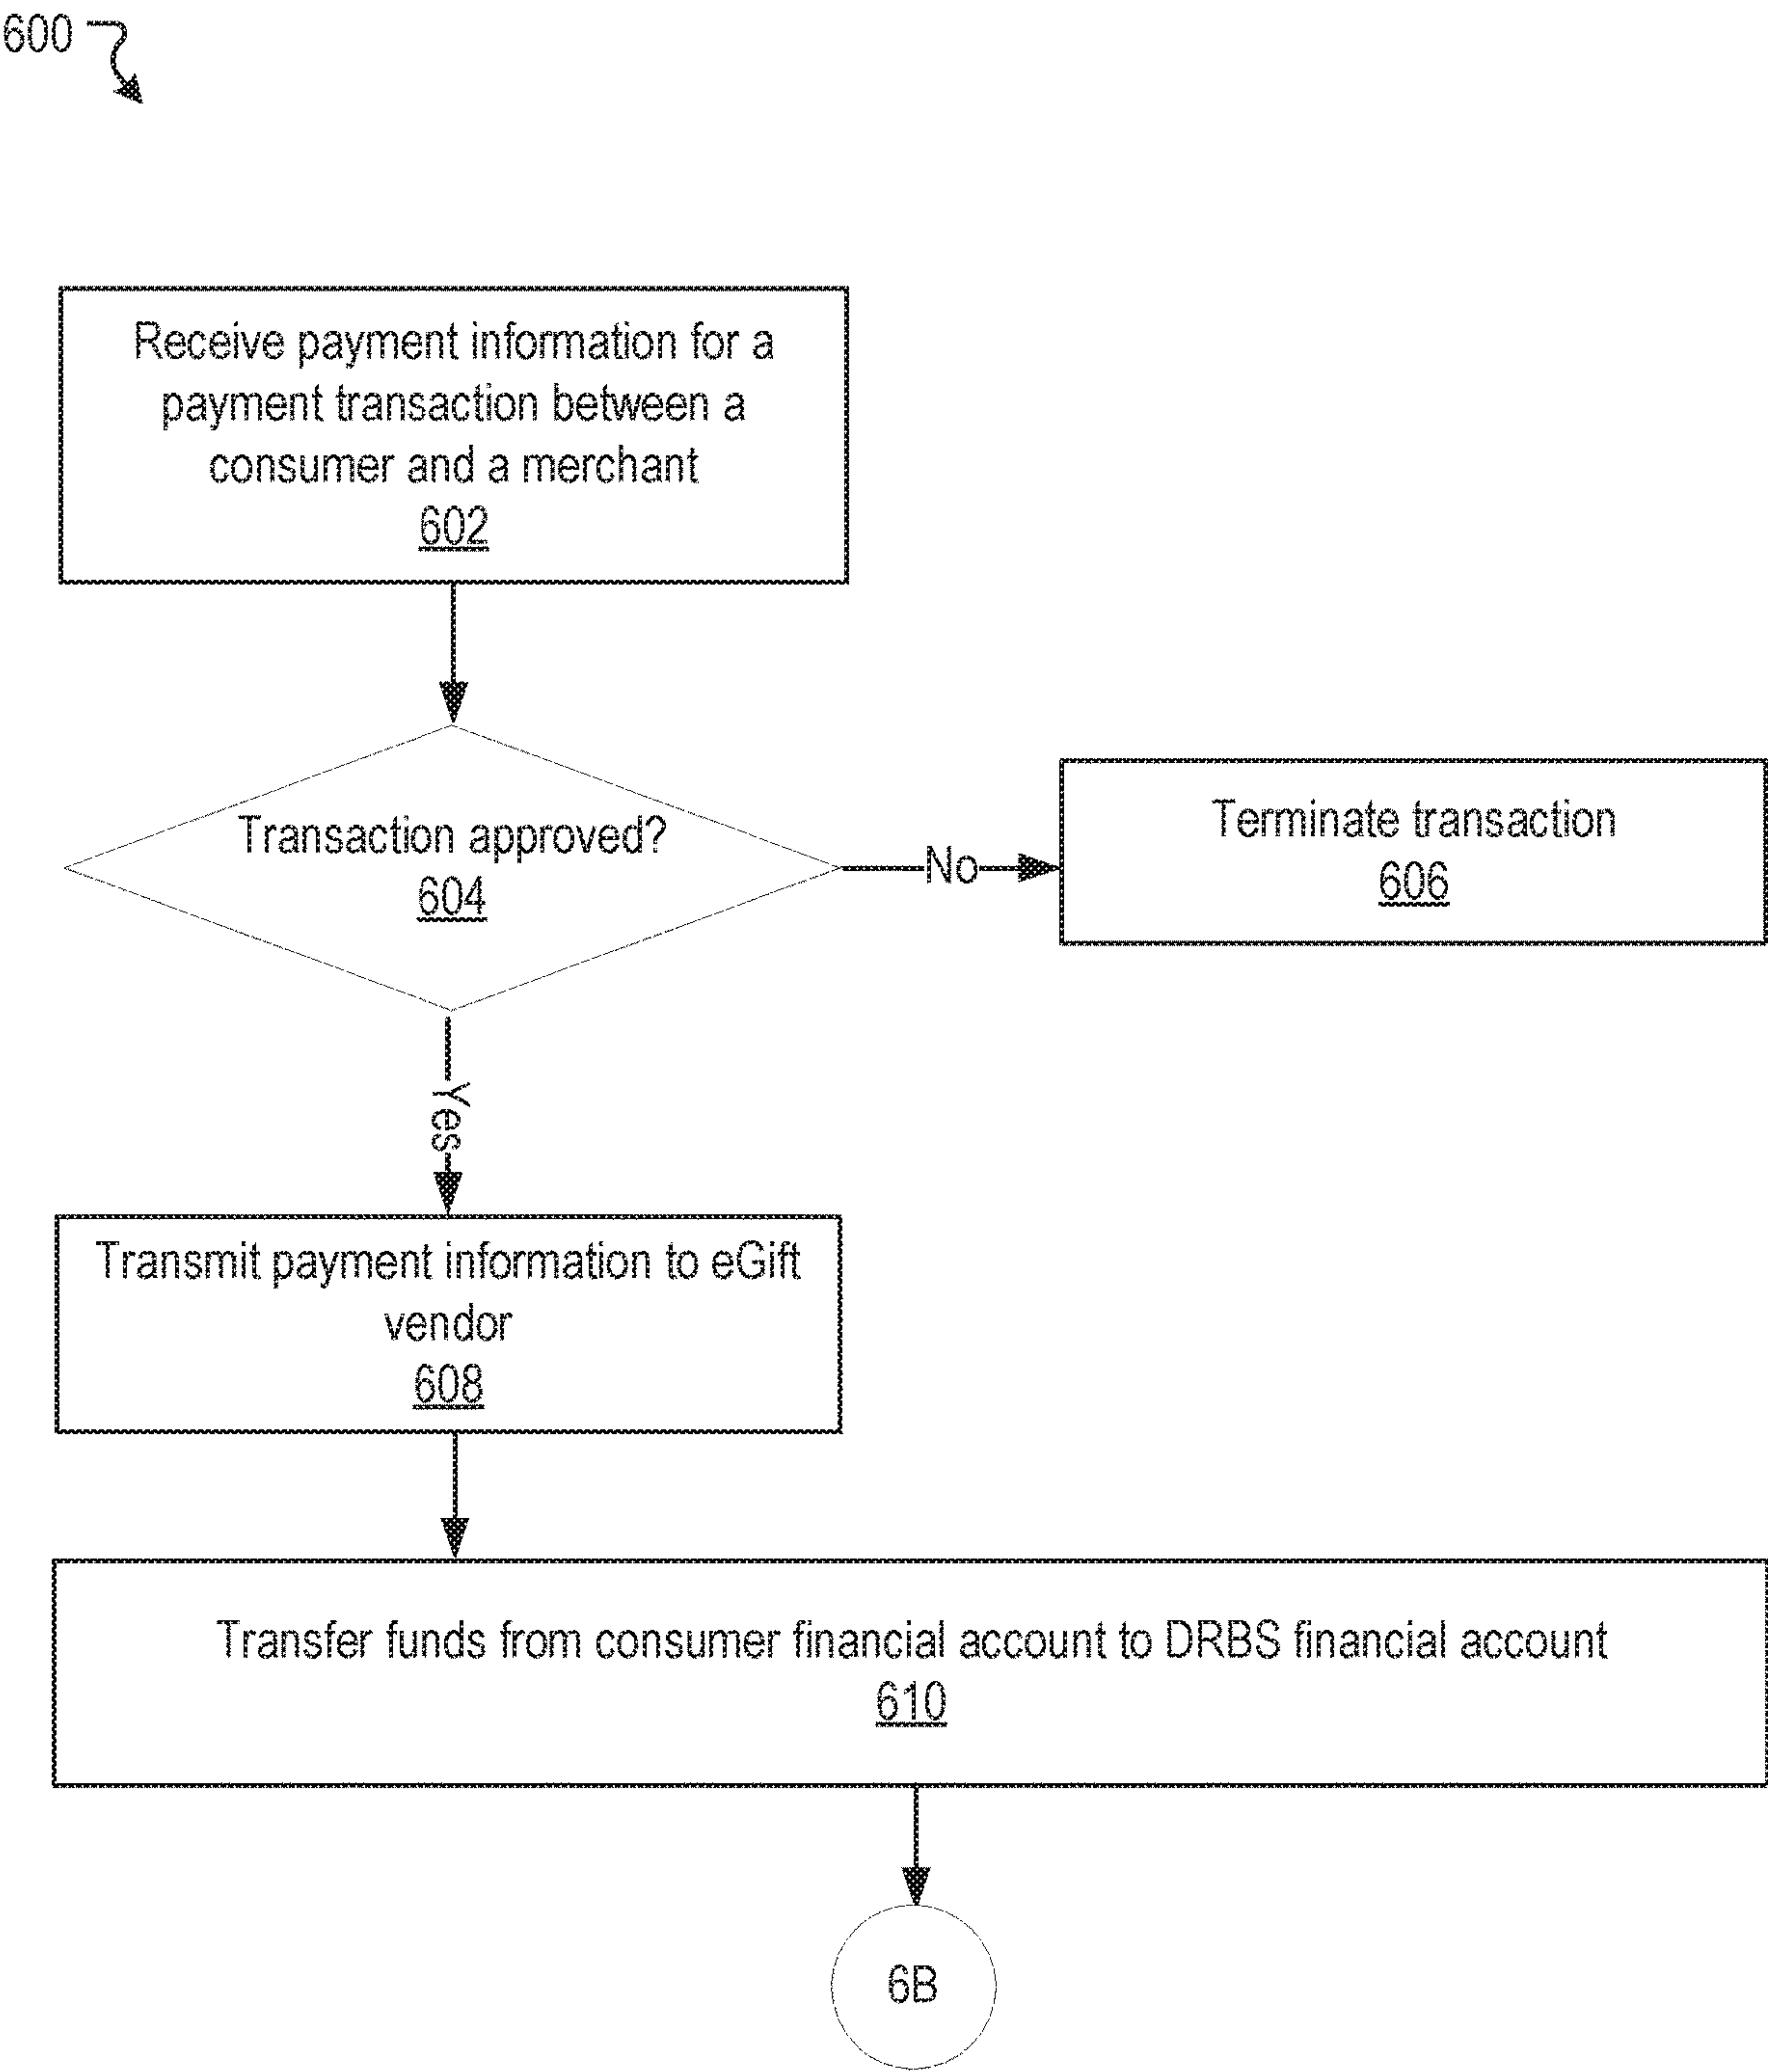 600
Receive payment information for a
payment transaction between a
consumer and a merchant
602
Transaction approved?
604
No
Terminate transaction
606
Yes
Transmit payment information to eGift
vendor
608
Transfer funds from consumer financial account to DRBS financial account
610
6B